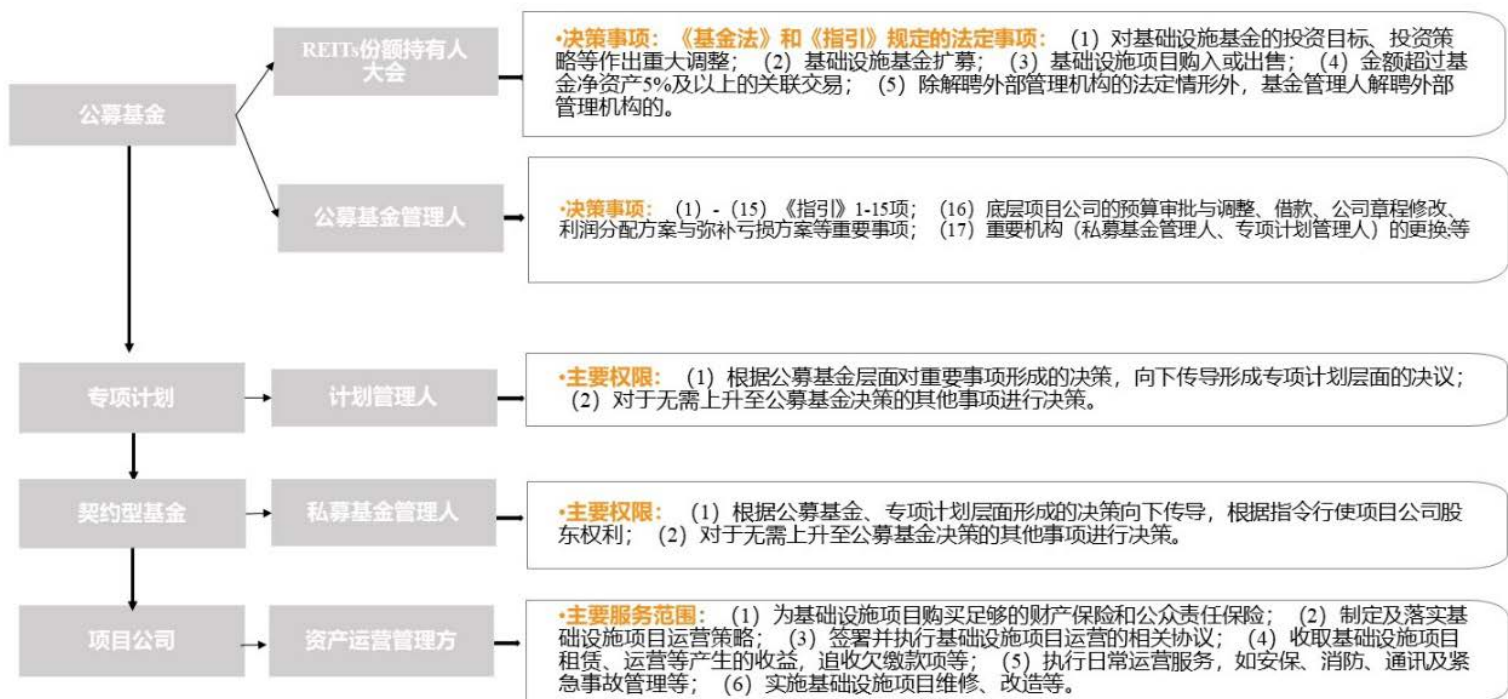 REITs份额持有人
大会
•决策事项：《基金法》和《指引》规定的法定事项：（1）对基础设施基金的投资目标、投资策
略等作出重大调整；（2）基础设施基金扩募；（3）基础设施项目购入或出售；（4）金额超过基
金净资产5%及以上的关联交易；（5）除解聘外部管理机构的法定情形外，基金管理人解聘外部
管理机构的。
公募基金
公募基金管理人
•决策事项：（1）-（15）《指引》1-15项；（16）底层项目公司的预算审批与调整、借款、公司章程修改、
利润分配方案与弥补亏损方案等重要事项；（17）重要机构（私募基金管理人、专项计划管理人）的更换等
专项计划
计划管理人
•主要权限：（1）根据公募基金层面对重要事项形成的决策，向下传导形成专项计划层面的决议；
（2）对于无需上升至公募基金决策的其他事项进行决策。
契约型基金
私募基金管理人
•主要权限：（1）根据公募基金、专项计划层面形成的决策向下传导，根据指令行使项目公司股
东权利；（2）对于无需上升至公募基金决策的其他事项进行决策。
项目公司
资产运营管理方
•主要服务范围：（1）为基础设施项目购买足够的财产保险和公众责任保险；（2）制定及落实基
础设施项目运营策略；（3）签署并执行基础设施项目运营的相关协议；（4）收取基础设施项目
租赁、运营等产生的收益，追收欠缴款项等；（5）执行日常运营服务，如安保、消防、通讯及紧
急事故管理等；（6）实施基础设施项目维修、改造等。